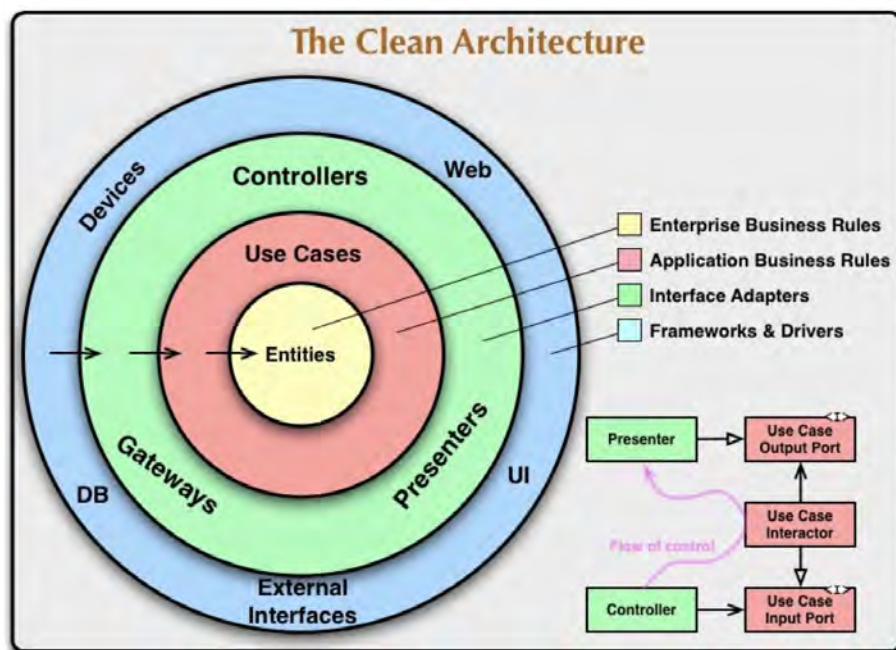 The Clean Architecture
Devices
Web
Controllers
Use Cases
Entities
Gateways
Presenters
DB
UI
External
Interfaces
Enterprise Business Rules
Application Business Rules
Interface Adapters
Frameworks & Drivers
Presenter
<I>
Use Case
Output Port
Use Case
Interactor
Flow of control
Controller
<I>
Use Case
Input Port